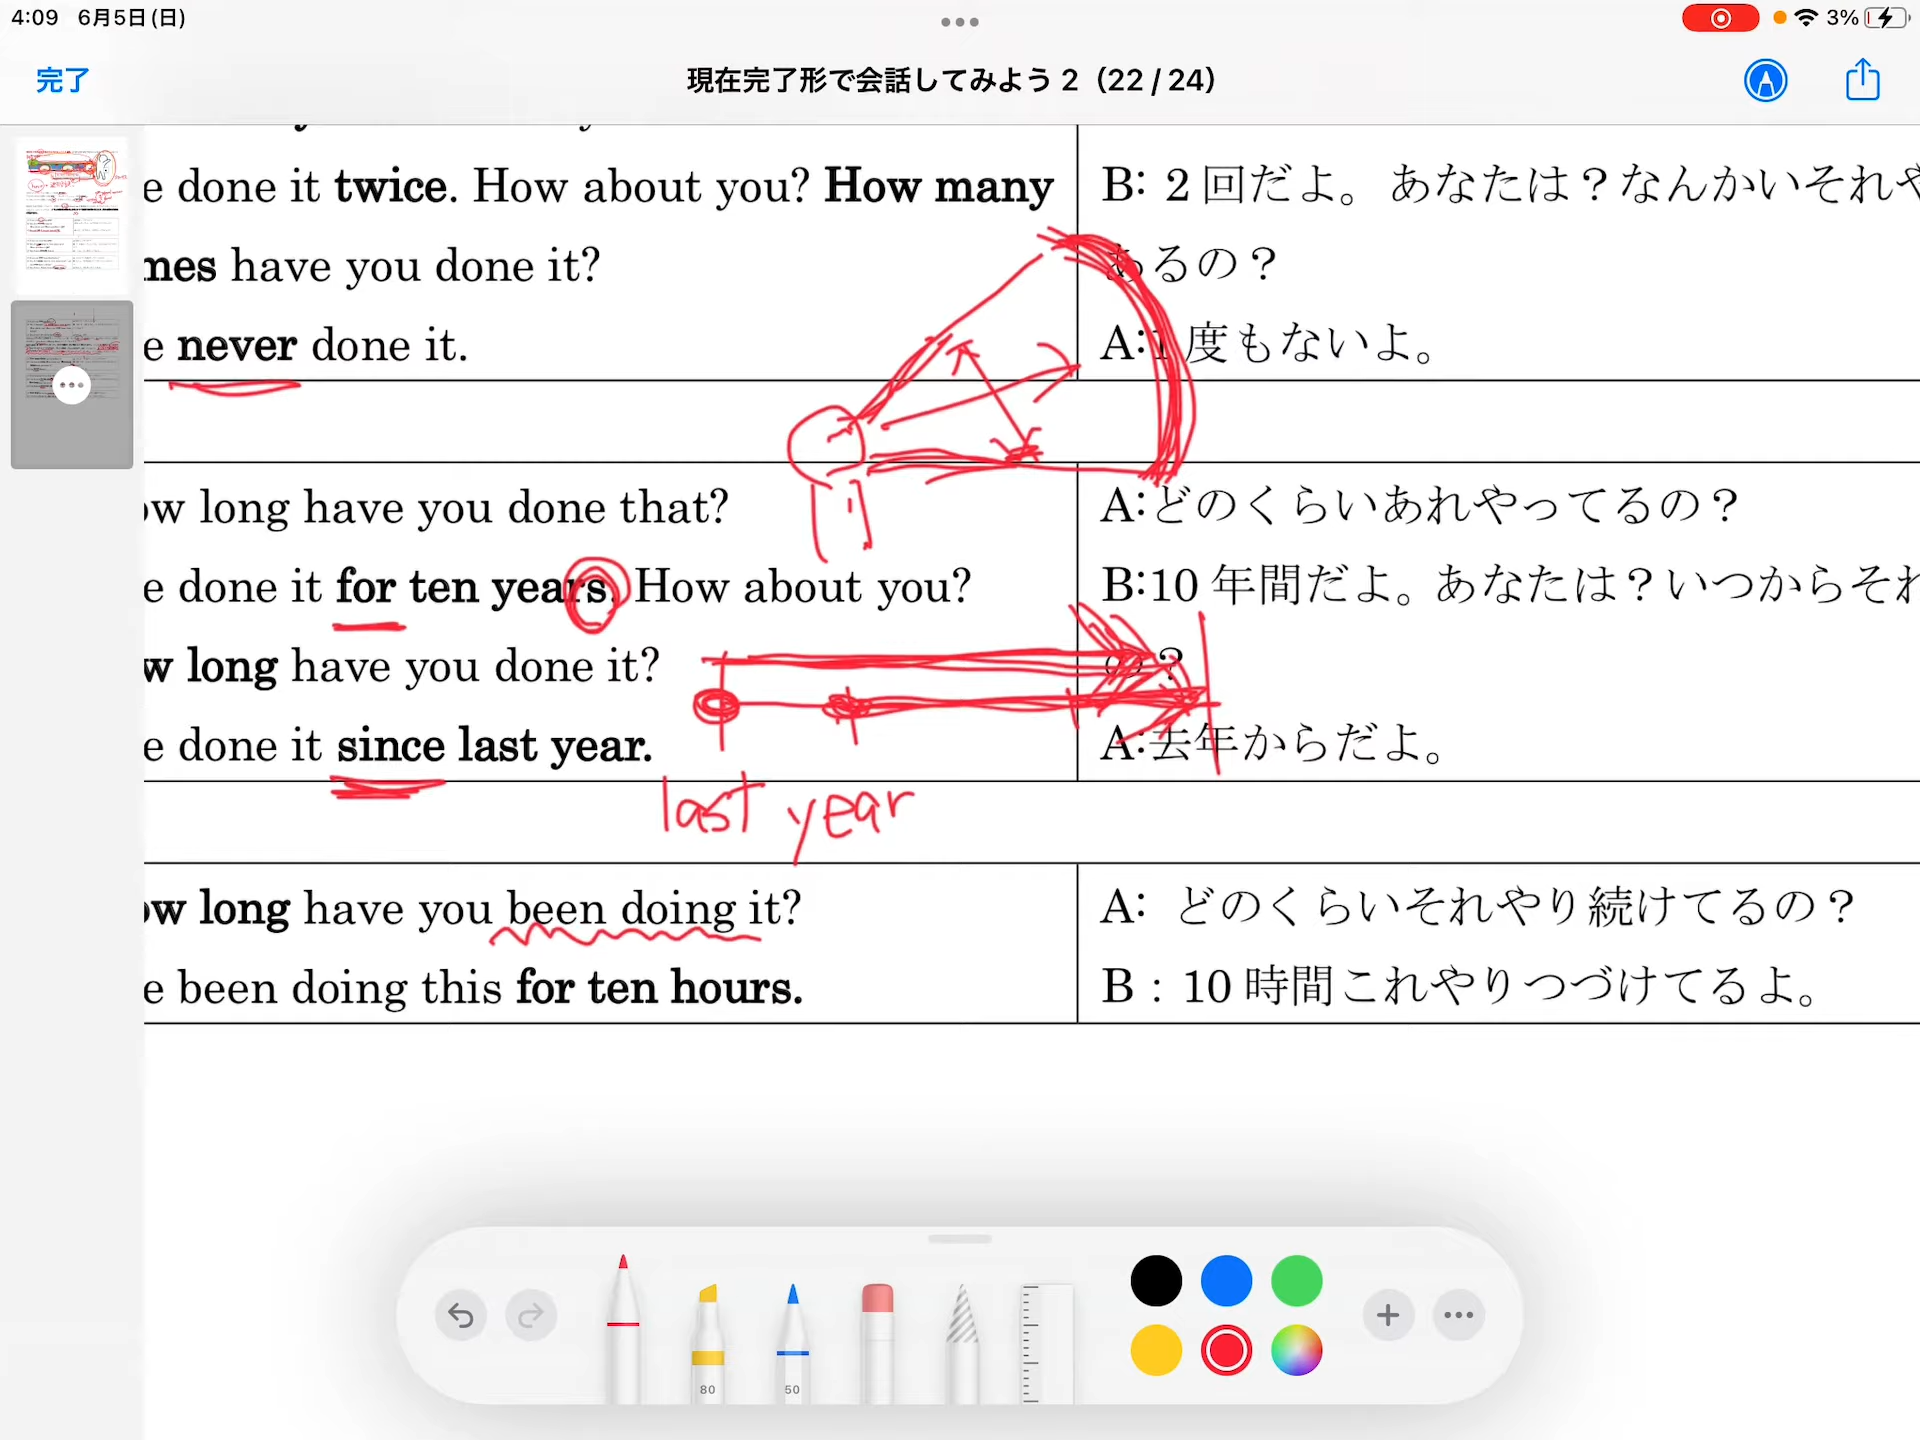 4:09 6月5日(日)
3%
完了
現在完了形で会話してみよう 2（22 / 24）
e done it twice. How about you? How many
mes have you done it?
e never done it.
B: 2回だよ。あなたは？なんかいそれや
あるの？
A:1度もないよ。
ow long have you done that?
e done it for ten years. How about you?
w long have you done it?
e done it since last year.
last year
A:どのくらいあれやってるの？
B:10年間だよ。あなたは？いつからそれ
の？
A:去年からだよ。
ow long have you been doing it?
e been doing this for ten hours.
A: どのくらいそれやり続けてるの？
B：10時間これやりつづけてるよ。
80
50